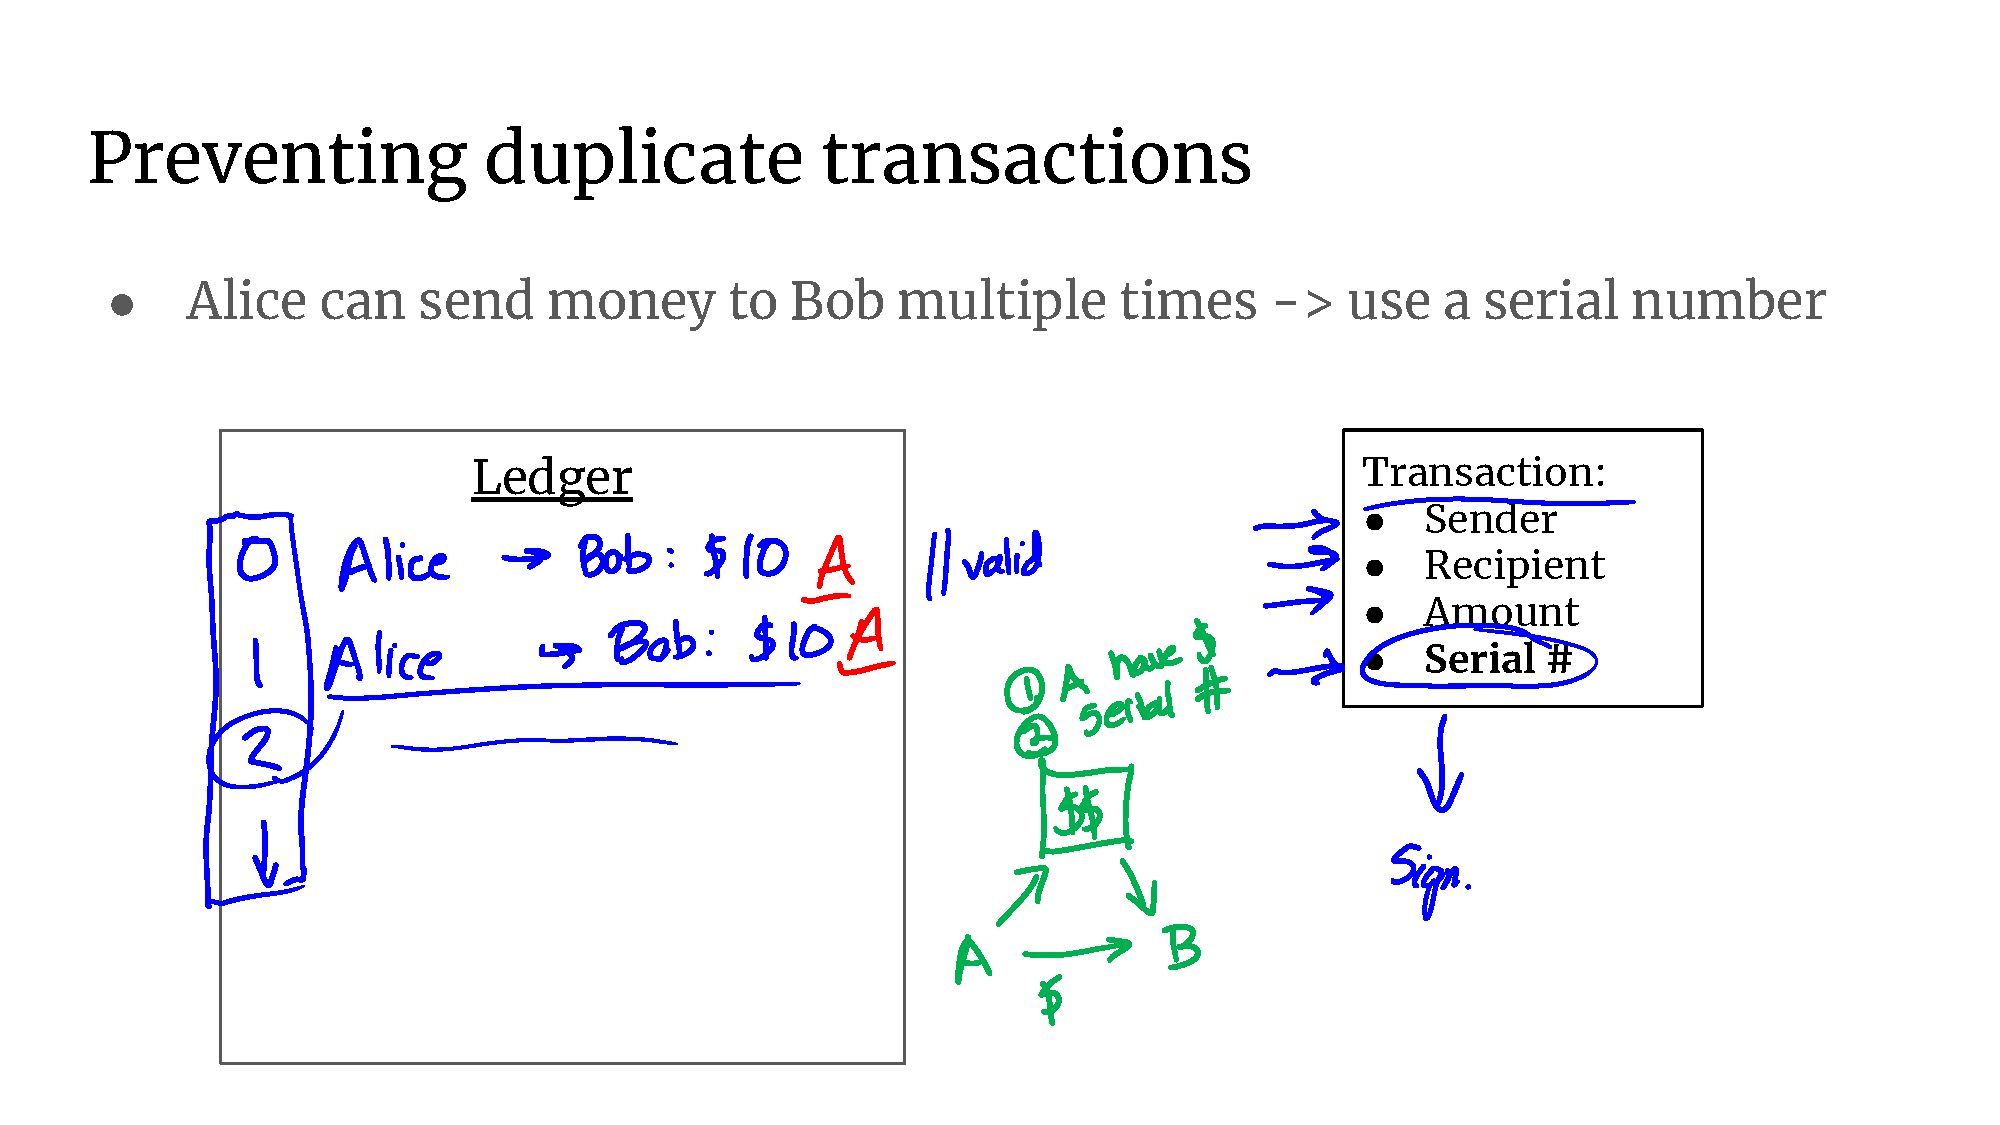 Preventing duplicate transactions
● Alice can send money to Bob multiple times -> use a serial number
Ledger
0 Alice → Bob: $10 A || valid
1 Alice → Bob: $10 A
2
Transaction:
● Sender
● Recipient
● Amount
● Serial #
Sign.
① A have $
② serial #
$$
A → B
$